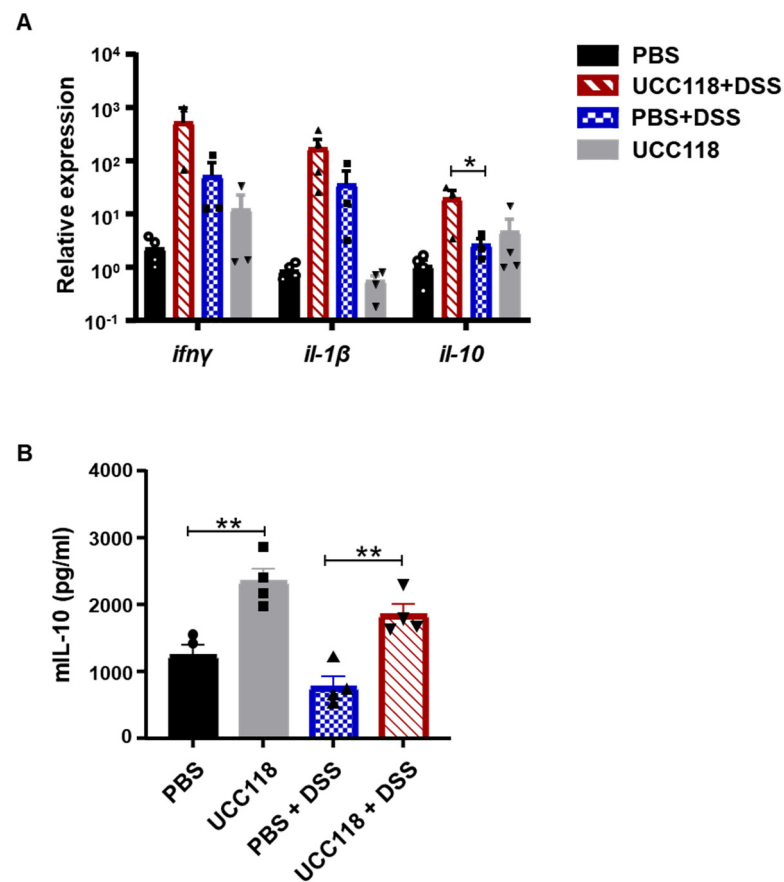 A
Relative expression
10⁴
10³
10²
10¹
10⁰
10⁻¹
*
ifnγ
il-1β
il-10
PBS
UCC118+DSS
PBS+DSS
UCC118
B
mIL-10 (pg/ml)
4000
3000
2000
1000
0
**
**
PBS
UCC118
PBS + DSS
UCC118 + DSS